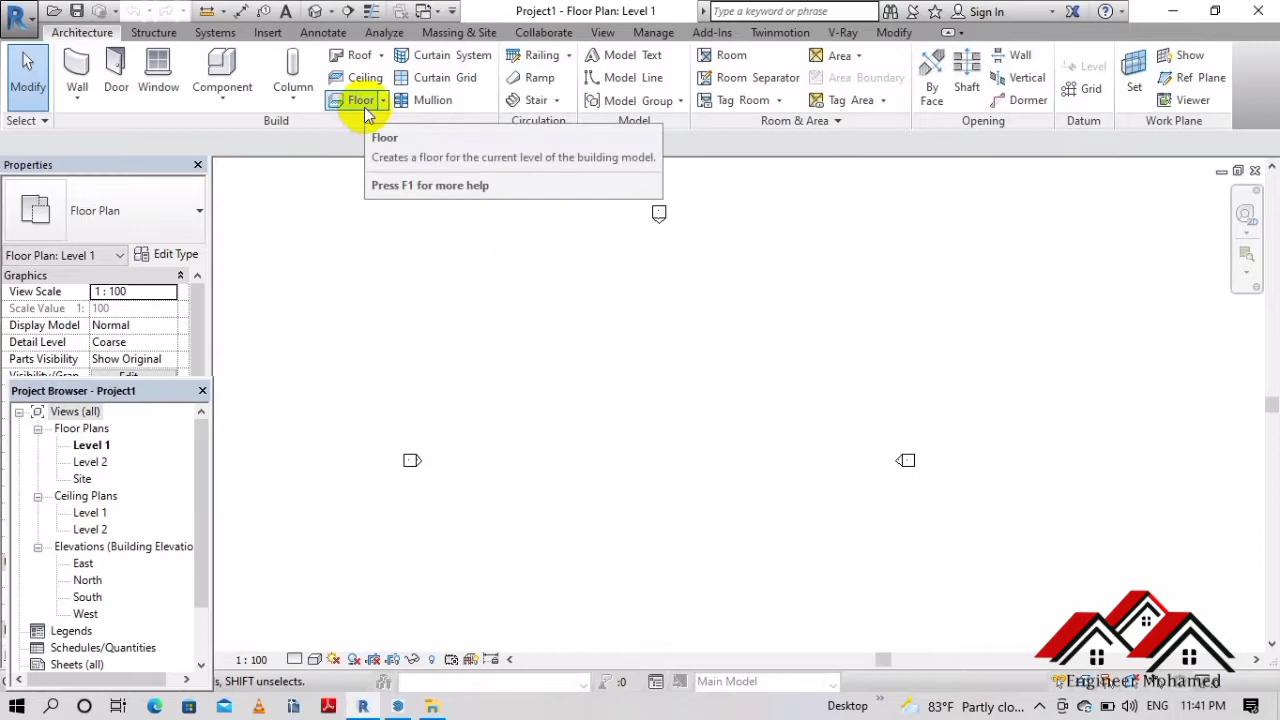 Project1 - Floor Plan: Level 1
Type a keyword or phrase
Sign In
Architecture
Structure
Systems
Insert
Annotate
Analyze
Massing & Site
Collaborate
View
Manage
Add-Ins
Twinmotion
V-Ray
Modify
Modify
Wall
Door
Window
Component
Column
Roof
Ceiling
Floor
Curtain System
Curtain Grid
Mullion
Railing
Ramp
Stair
Model Text
Model Line
Model Group
Room
Room Separator
Tag Room
Area
Area Boundary
Tag Area
By
Face
Shaft
Wall
Vertical
Dormer
Level
Grid
Set
Show
Ref Plane
Viewer
Select
Build
Circulation
Model
Room & Area
Opening
Datum
Work Plane
Floor
Creates a floor for the current level of the building model.
Press F1 for more help
Properties
Floor Plan
Floor Plan: Level 1
Edit Type
Graphics
View Scale
1 : 100
Scale Value 1:
100
Display Model
Normal
Detail Level
Coarse
Parts Visibility
Show Original
Project Browser - Project1
Views (all)
Floor Plans
Level 1
Level 2
Site
Ceiling Plans
Level 1
Level 2
Elevations (Building Elevatio
East
North
South
West
Legends
Schedules/Quantities
Sheets (all)
2D
1 : 100
s, SHIFT unselects.
:0
Main Model
Engineer Mohamed
Desktop
83°F Partly clo...
ENG
11:41 PM